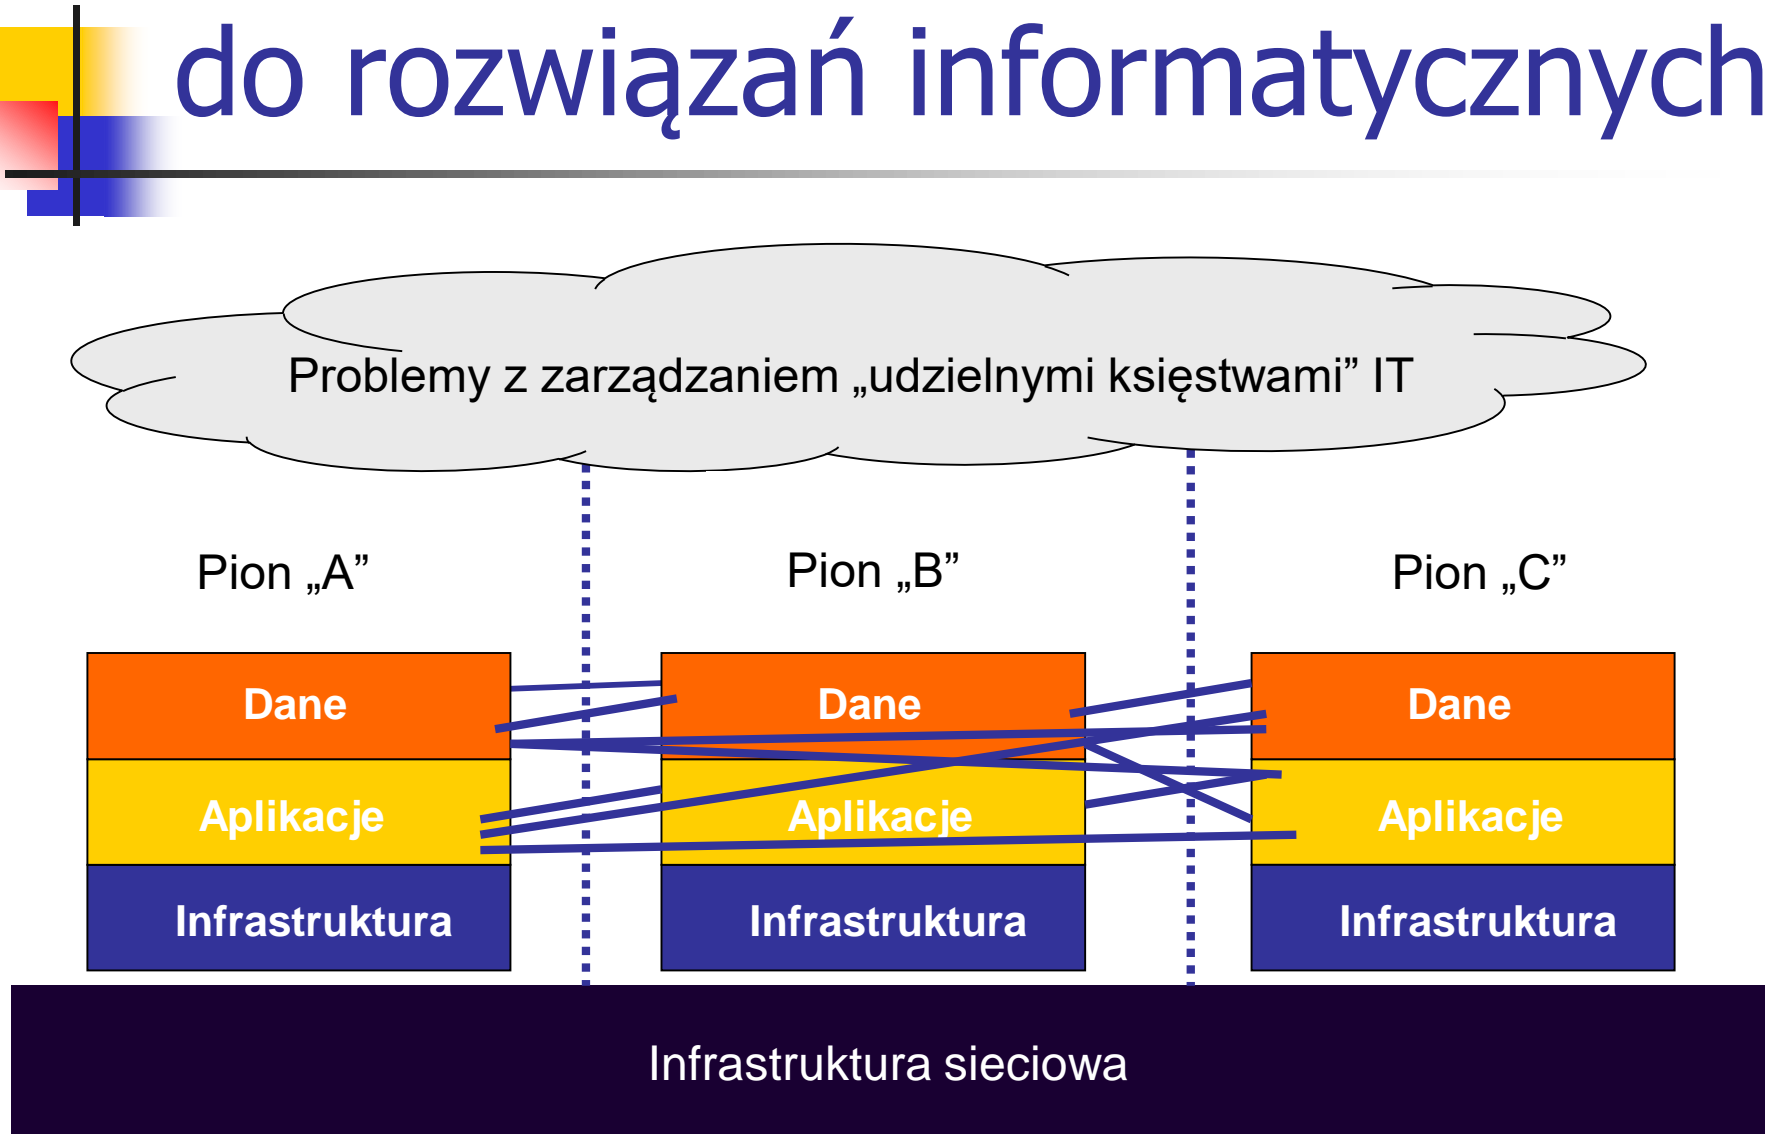 do rozwiązań informatycznych
Problemy z zarządzaniem „udzielnymi księstwami” IT
Pion „A”
Pion „B”
Pion „C”
Dane
Dane
Dane
Aplikacje
Aplikacje
Aplikacje
Infrastruktura
Infrastruktura
Infrastruktura
Infrastruktura sieciowa